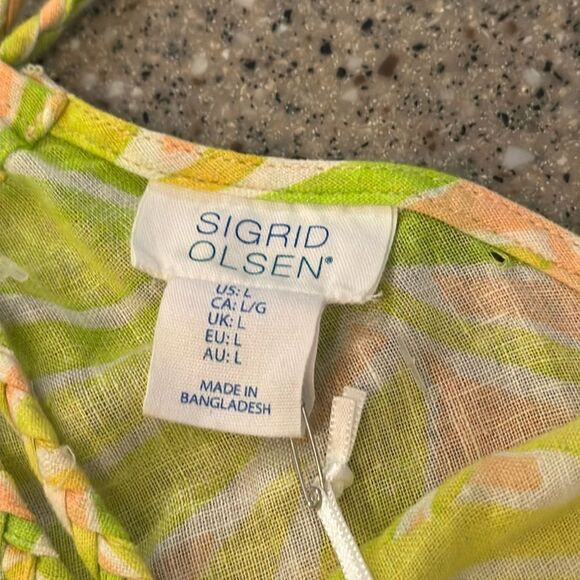 SIGRID
OLSEN®
US: L
CA: L/G
UK: L
EU: L
AU: L
MADE IN
BANGLADESH